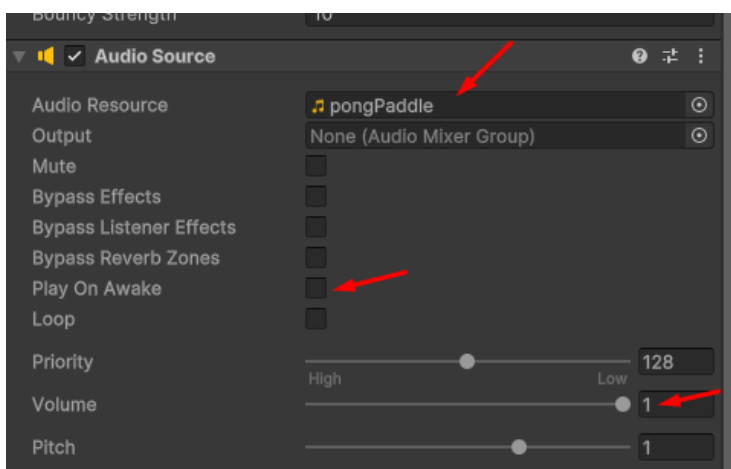 Bouncy Strength 10
Audio Source
Audio Resource pongPaddle
Output None (Audio Mixer Group)
Mute
Bypass Effects
Bypass Listener Effects
Bypass Reverb Zones
Play On Awake
Loop
Priority 128
High Low
Volume 1
Pitch 1